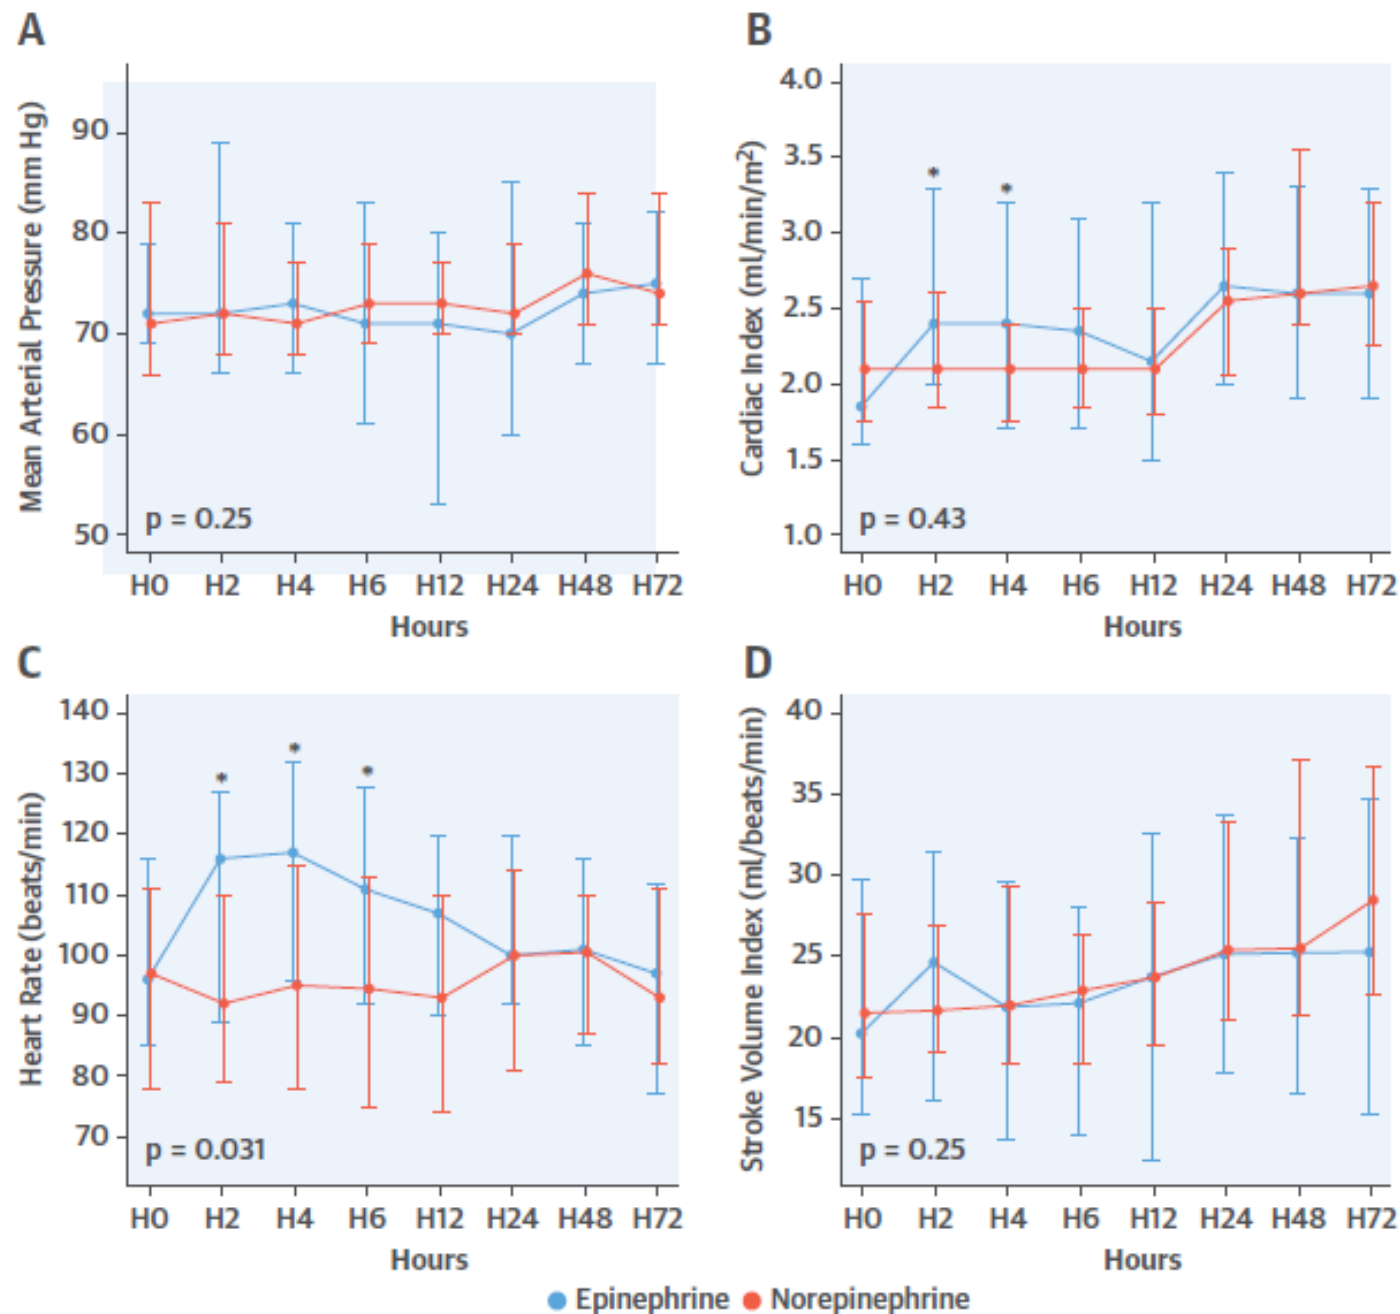 A
Mean Arterial Pressure (mm Hg)
90
80
70
60
50
p = 0.25
H0 H2 H4 H6 H12 H24 H48 H72
Hours
B
Cardiac Index (ml/min/m²)
4.0
3.5
3.0
2.5
2.0
1.5
1.0
* *
p = 0.43
H0 H2 H4 H6 H12 H24 H48 H72
Hours
C
Heart Rate (beats/min)
140
130
120
110
100
90
80
70
* * *
p = 0.031
H0 H2 H4 H6 H12 H24 H48 H72
Hours
D
Stroke Volume Index (ml/beats/min)
40
35
30
25
20
15
p = 0.25
H0 H2 H4 H6 H12 H24 H48 H72
Hours
Epinephrine Norepinephrine